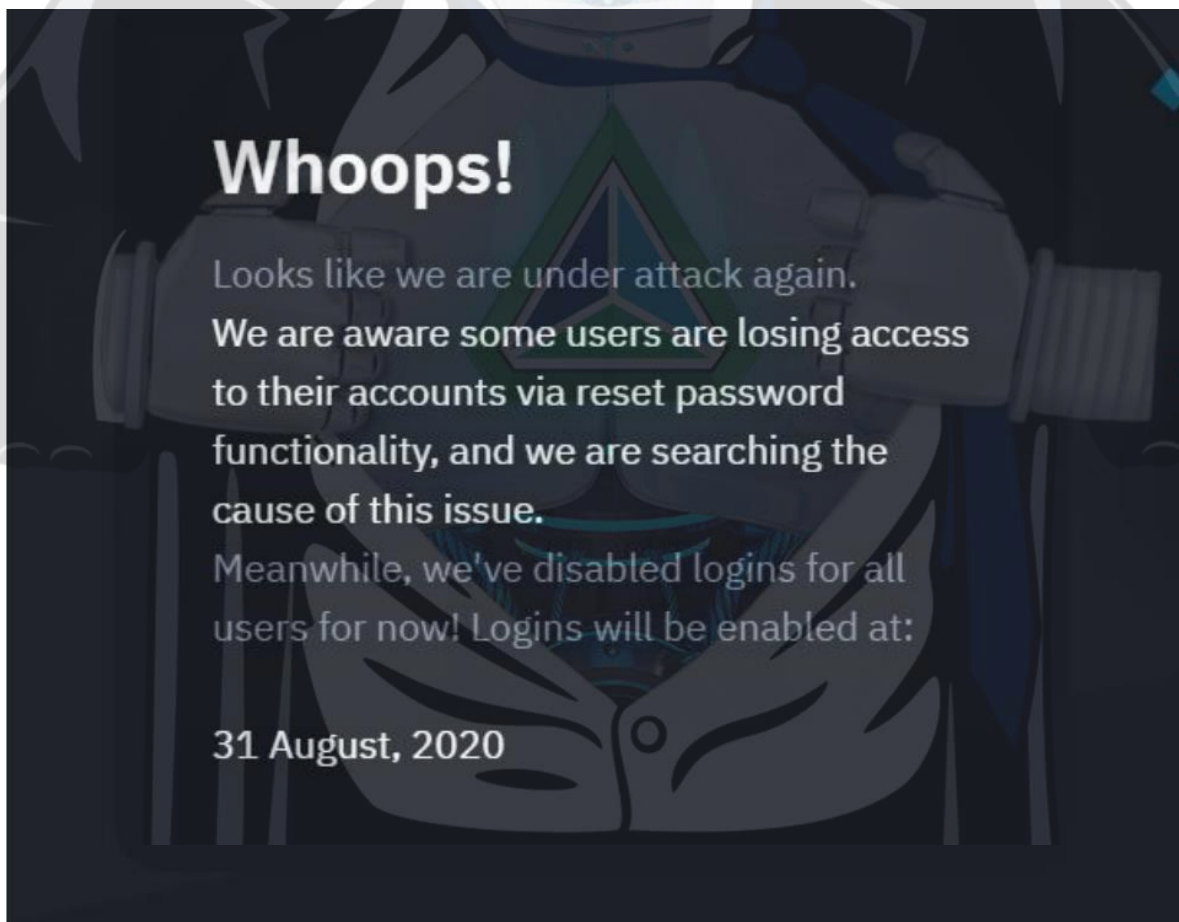 Whoops!
Looks like we are under attack again.
We are aware some users are losing access
to their accounts via reset password
functionality, and we are searching the
cause of this issue.
Meanwhile, we've disabled logins for all
users for now! Logins will be enabled at:
31 August, 2020